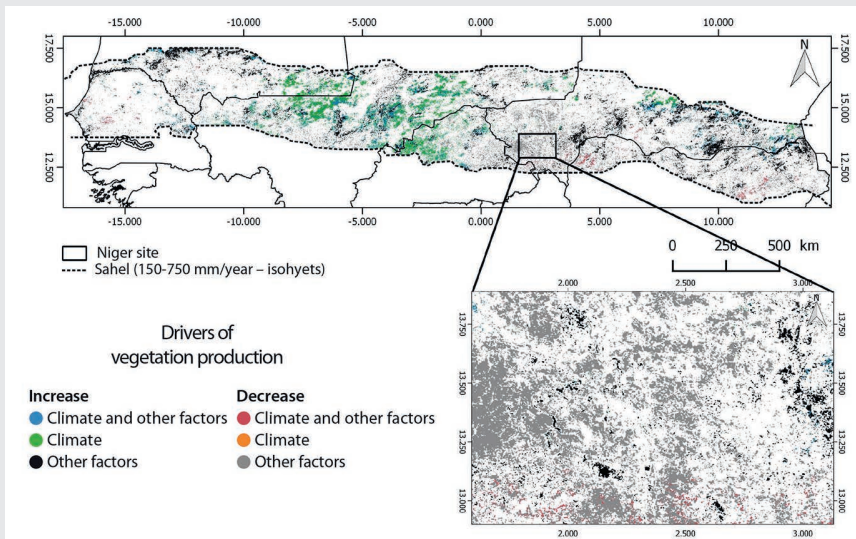 -15.000 -10.000 -5.000 0.000 5.000 10.000
17.500
15.000
12.500
N
17.500
15.000
12.500
-15.000 -10.000 -5.000 0.000 5.000 10.000
Niger site
Sahel (150-750 mm/year – isohyets)
0 250 500 km
Drivers of
vegetation production
Increase
Climate and other factors
Climate
Other factors
Decrease
Climate and other factors
Climate
Other factors
2.000 2.500 3.000
13.750
13.500
13.250
13.000
N
13.750
13.500
13.250
13.000
2.000 2.500 3.000